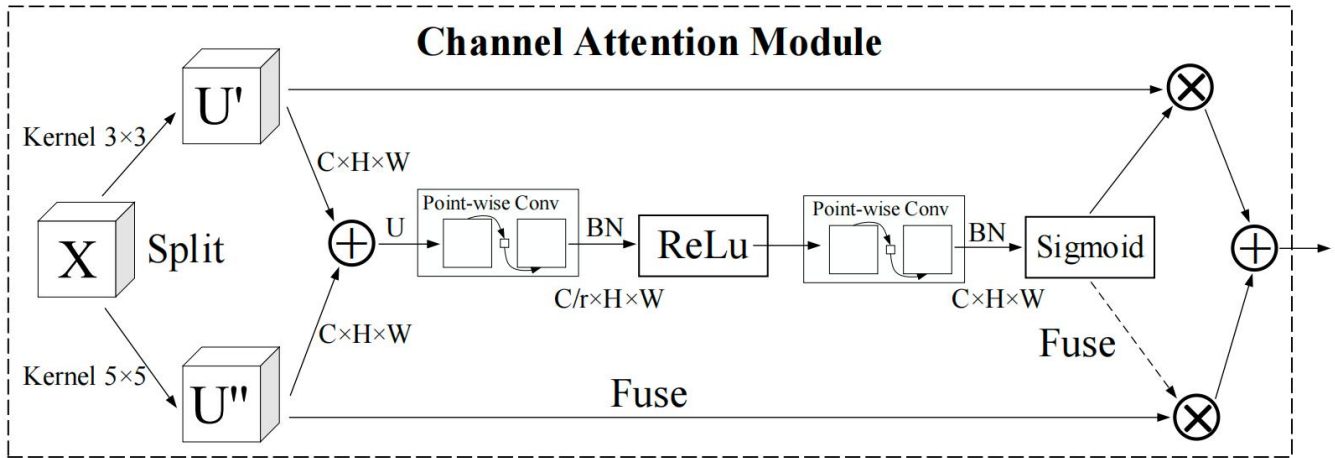 Channel Attention Module
U'
Kernel 3×3
C×H×W
X
Split
U
Point-wise Conv
BN
ReLu
Point-wise Conv
BN
Sigmoid
C/r×H×W
C×H×W
C×H×W
Kernel 5×5
U"
Fuse
Fuse